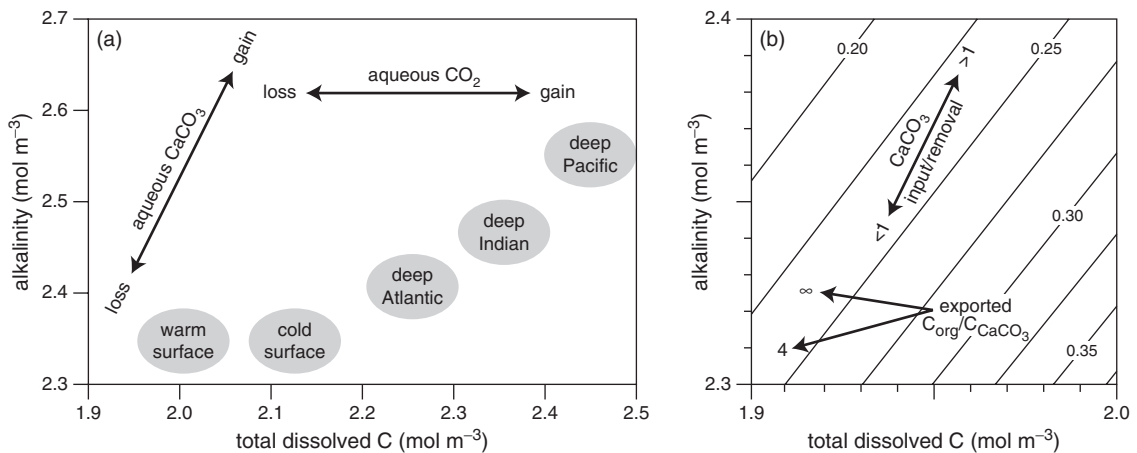 (a)
2.7
2.6
2.5
2.4
2.3
alkalinity (mol m⁻³)
gain
aqueous CaCO₃
loss
aqueous CO₂
loss
gain
deep
Pacific
deep
Indian
deep
Atlantic
warm
surface
cold
surface
1.9
2.0
2.1
2.2
2.3
2.4
2.5
total dissolved C (mol m⁻³)
(b)
2.4
2.3
alkalinity (mol m⁻³)
0.20
0.25
>1
CaCO₃
input/removal
<1
0.30
∞
exported
C_org/C_CaCO₃
4
0.35
1.9
2.0
total dissolved C (mol m⁻³)